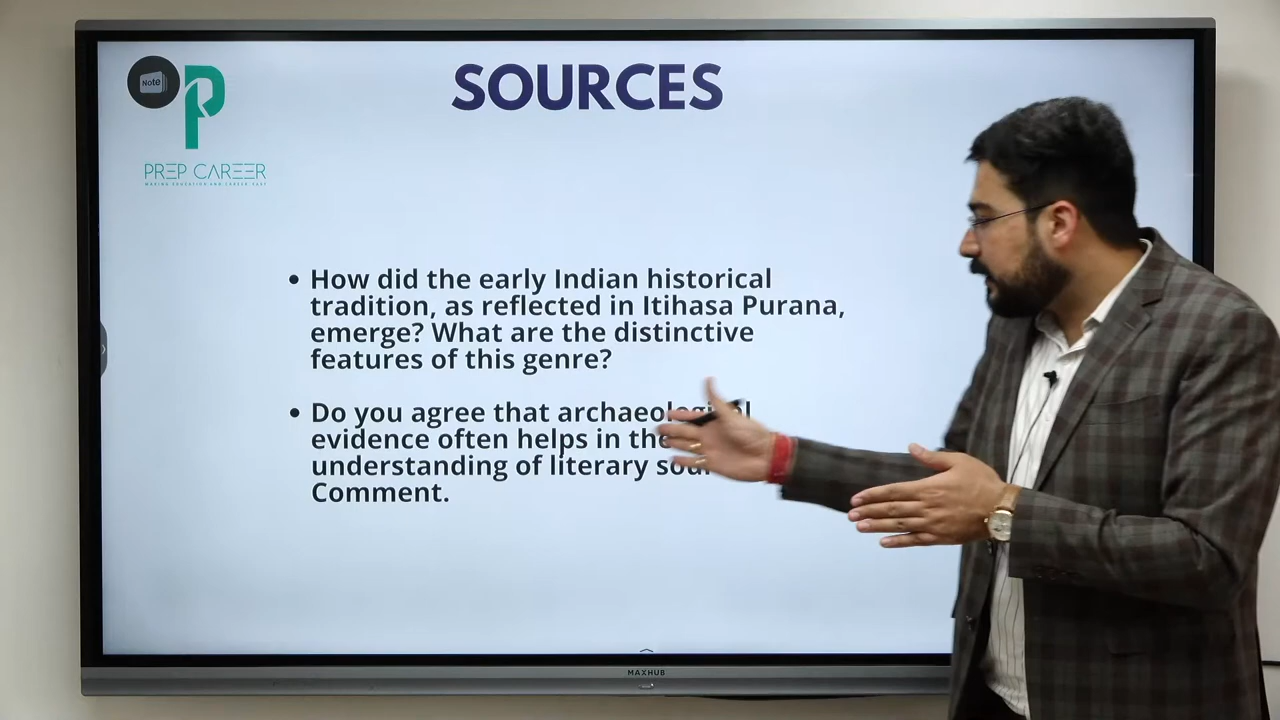 Note
SOURCES
PREP CAREER
MAKING EDUCATION AND CAREER EASY
• How did the early Indian historical
tradition, as reflected in Itihasa Purana,
emerge? What are the distinctive
features of this genre?
• Do you agree that
evidence often helps in the
understanding of literary
Comment.
MAXHUB